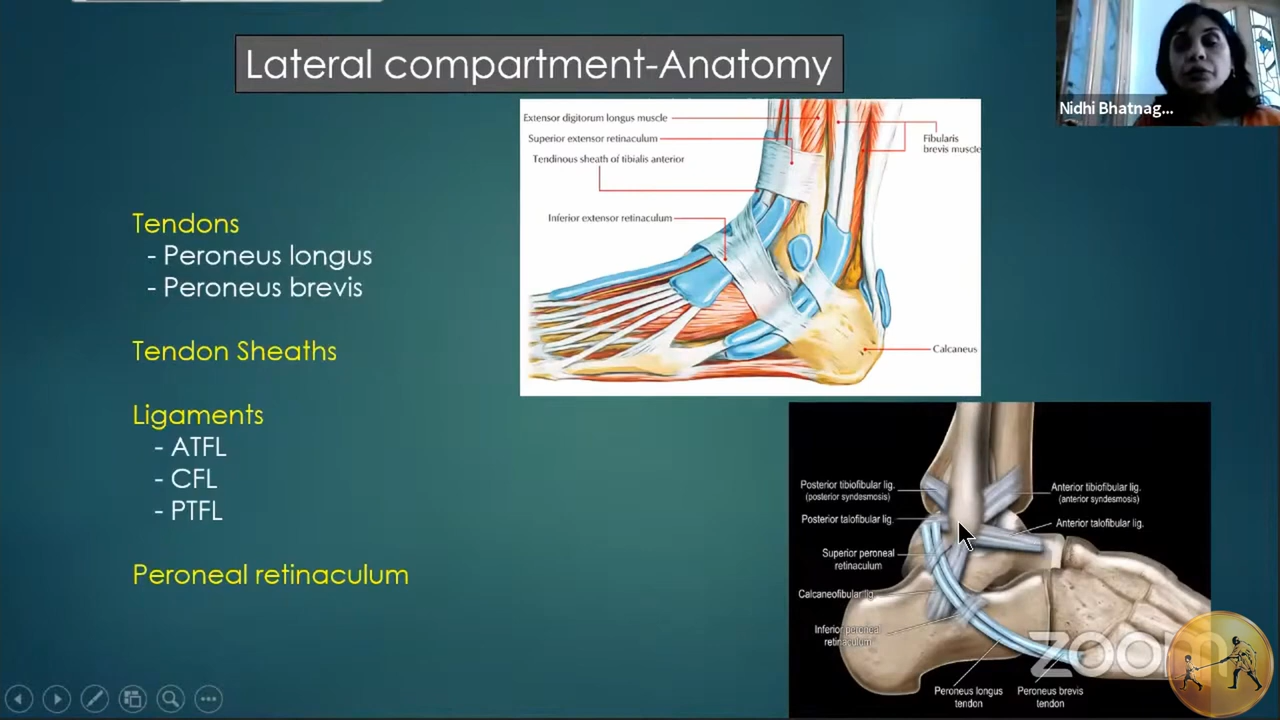 Lateral compartment-Anatomy
Nidhi Bhatnag...
Tendons
- Peroneus longus
- Peroneus brevis
Tendon Sheaths
Ligaments
- ATFL
- CFL
- PTFL
Peroneal retinaculum
Extensor digitorum longus muscle
Superior extensor retinaculum
Tendinous sheath of tibialis anterior
Inferior extensor retinaculum
Fibularis
brevis muscle
Calcaneus
Posterior tibiofibular lig.
(posterior syndesmosis)
Posterior talofibular lig.
Superior peroneal
retinaculum
Calcaneofibular lig.
Inferior peroneal
retinaculum
Anterior tibiofibular lig.
(anterior syndesmosis)
Anterior talofibular lig.
Peroneus longus
tendon
Peroneus brevis
tendon
zoom